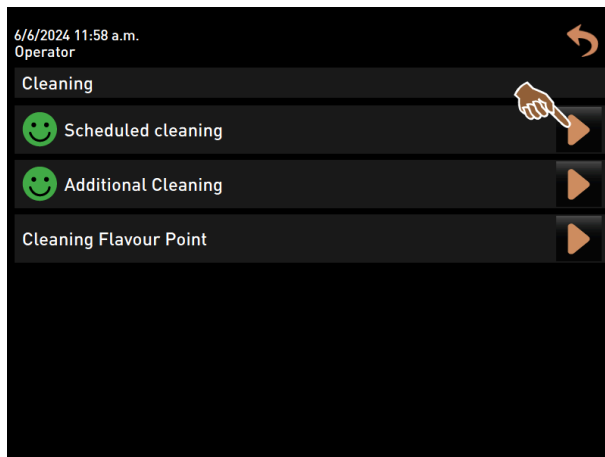 6/6/2024 11:58 a.m.
Operator
Cleaning
Scheduled cleaning
Additional Cleaning
Cleaning Flavour Point